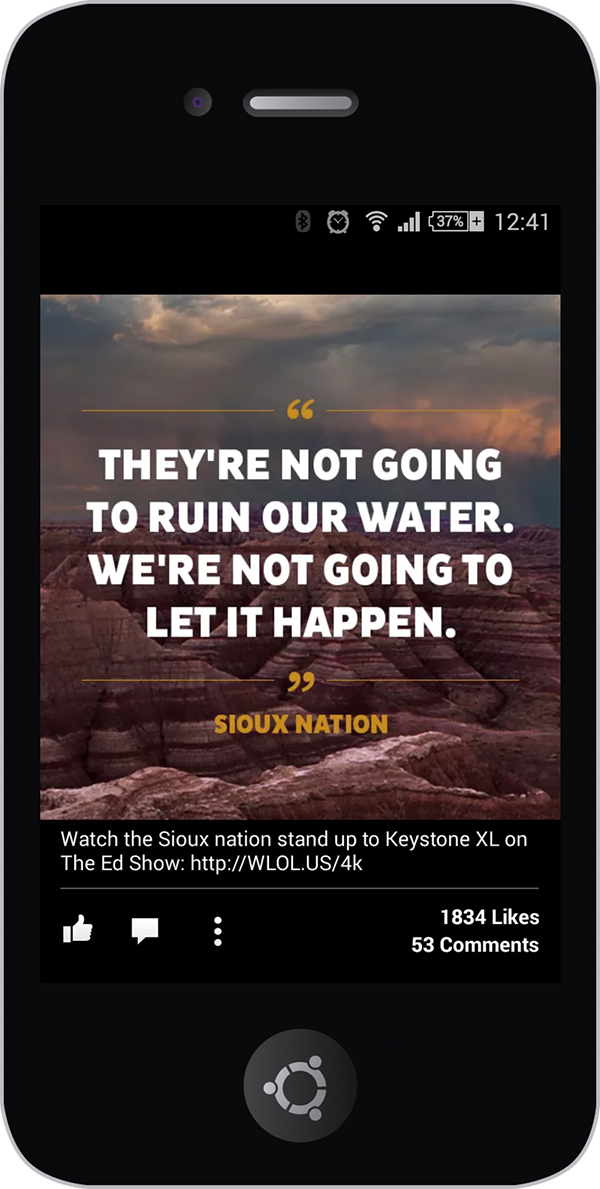 37% 12:41
“
THEY'RE NOT GOING
TO RUIN OUR WATER.
WE'RE NOT GOING TO
LET IT HAPPEN.
”
SIOUX NATION
Watch the Sioux nation stand up to Keystone XL on
The Ed Show: http://WLOL.US/4k
1834 Likes
53 Comments